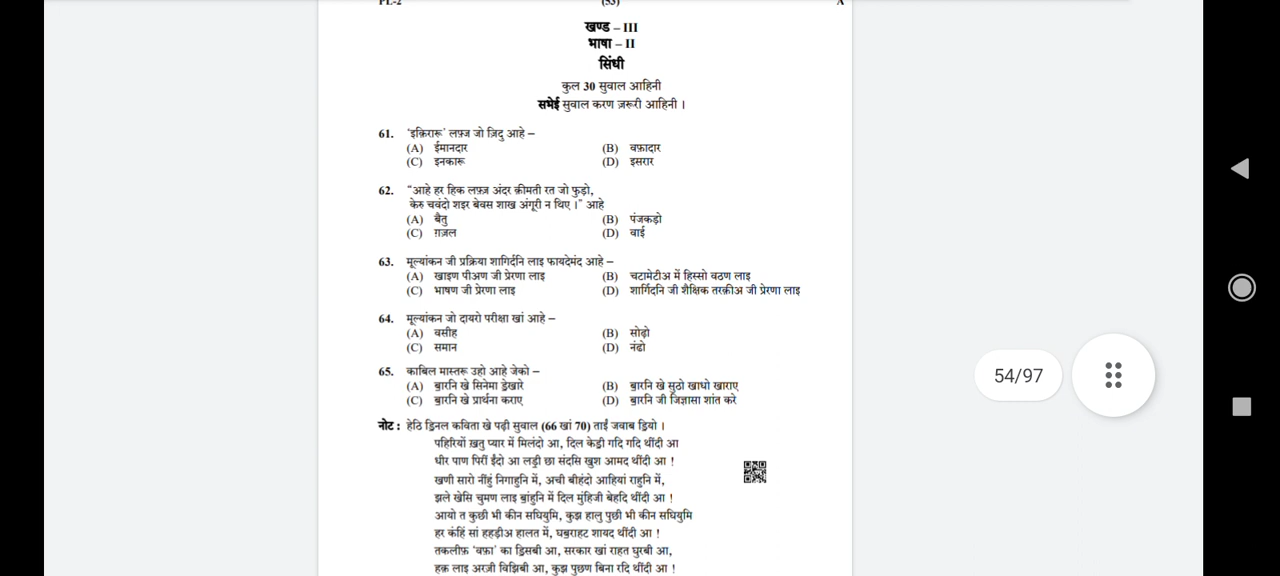 PL-2 (53) A
खण्ड – III
भाषा – II
सिंधी
कुल 30 सुवाल आहिनी
सभेई सुवाल करण ज़रूरी आहिनी ।
61. 'इक़िरारू' लफ़्ज जो ज़िदु आहे –
(A) ईमानदार (B) वफ़ादार
(C) इनकारू (D) इसरार
62. "आहे हर हिक लफ़्ज अंदर क़ीमती रत जो फुड़ो,
केरु चवंदो शइर बेवस शाख अंगूरी न थिए ।" आहे
(A) बैतु (B) पंजकड़ो
(C) ग़ज़ल (D) वाई
63. मूल्यांकन जी प्रक्रिया शागिर्दनि लाइ फायदेमंद आहे –
(A) खाइण पीअण जी प्रेरणा लाइ (B) चटाभेटीअ में हिस्सो वठण लाइ
(C) भाषण जी प्रेरणा लाइ (D) शार्गिदनि जी शैक्षिक तरक़ीअ जी प्रेरणा लाइ
64. मूल्यांकन जो दायरो परीक्षा खां आहे –
(A) वसीह (B) सोढ़ो
(C) समान (D) नंढो
65. काबिल मास्तरू उहो आहे जेको –
(A) ॿारनि खे सिनेमा ॾेखारे (B) ॿारनि खे सुठो खाधो खाराए
(C) ॿारनि खे प्रार्थना कराए (D) ॿारनि जी जिज्ञासा शांत करे
नोट : हेठि ॾिनल कविता खे पढ़ी सुवाल (66 खां 70) ताईं जवाब ॾियो ।
पहिरियों ख़तु प्यार में मिलंदो आ, दिल केॾी गदि गदि थींदी आ
धीर पाण पिरीं ईंदो आ लॾी छा संदसि खुश आमद थींदी आ !
खणी सारो नींहुं निगाहुनि में, अची बीहंदो आहियां राहुनि में,
झले खेसि चुमण लाइ ॿांहुनि में दिल मुंहिजी बेहदि थींदी आ !
आयो त कुछी भी कीन सघियुमि, कुझ हालु पुछी भी कीन सघियुमि
हर कंहिं सां हहड़ीअ हालत में, घॿराहट शायद थींदी आ !
तकलीफ़ 'वफ़ा' का ॾिसबी आ, सरकार खां राहत घुरबी आ,
हक़ लाइ अरज़ी विझिबी आ, कुझ पुछण बिना रदि थींदी आ !
54/97